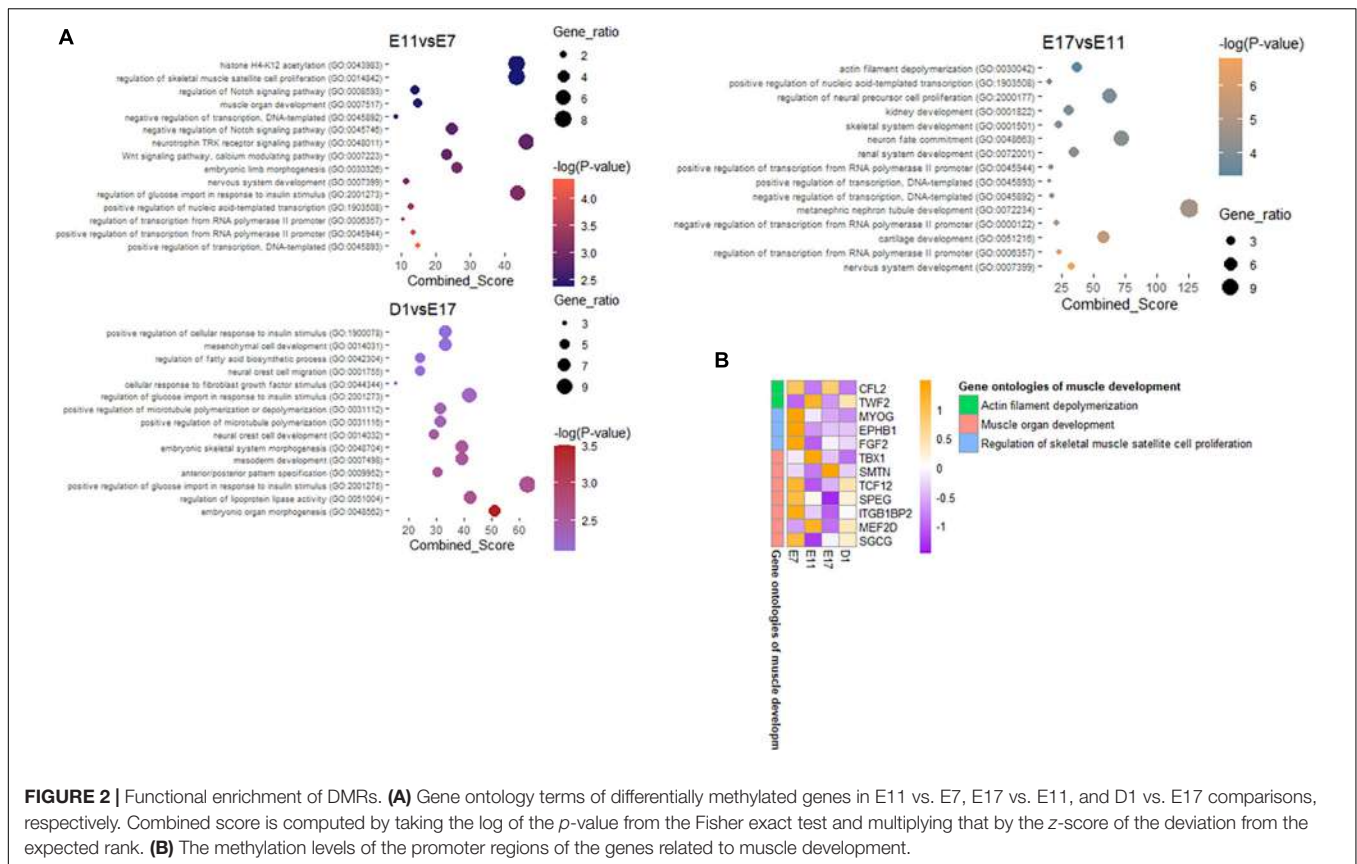 A
E11vsE7
histone H4-K12 acetylation (GO:0043983)
regulation of skeletal muscle satellite cell proliferation (GO:0014842)
regulation of Notch signaling pathway (GO:0008593)
muscle organ development (GO:0007517)
negative regulation of transcription, DNA-templated (GO:0045892)
negative regulation of Notch signaling pathway (GO:0045746)
neurotrophin TRK receptor signaling pathway (GO:0048011)
Wnt signaling pathway, calcium modulating pathway (GO:0007223)
embryonic limb morphogenesis (GO:0030326)
nervous system development (GO:0007399)
regulation of glucose import in response to insulin stimulus (GO:2001273)
positive regulation of nucleic acid-templated transcription (GO:1903508)
regulation of transcription from RNA polymerase II promoter (GO:0006357)
positive regulation of transcription from RNA polymerase II promoter (GO:0045944)
positive regulation of transcription, DNA-templated (GO:0045893)
10 20 30 40
Combined_Score
Gene_ratio
2
4
6
8
-log(P-value)
4.0
3.5
3.0
2.5
D1vsE17
positive regulation of cellular response to insulin stimulus (GO:1900078)
mesenchymal cell development (GO:0014031)
regulation of fatty acid biosynthetic process (GO:0042304)
neural crest cell migration (GO:0001755)
cellular response to fibroblast growth factor stimulus (GO:0044344)
regulation of glucose import in response to insulin stimulus (GO:2001273)
positive regulation of microtubule polymerization or depolymerization (GO:0031112)
positive regulation of microtubule polymerization (GO:0031116)
neural crest cell development (GO:0014032)
embryonic skeletal system morphogenesis (GO:0048704)
mesoderm development (GO:0007498)
anterior/posterior pattern specification (GO:0009952)
positive regulation of glucose import in response to insulin stimulus (GO:2001275)
regulation of lipoprotein lipase activity (GO:0051004)
embryonic organ morphogenesis (GO:0048562)
20 30 40 50 60
Combined_Score
Gene_ratio
3
5
7
9
-log(P-value)
3.5
3.0
2.5
E17vsE11
actin filament depolymerization (GO:0030042)
positive regulation of nucleic acid-templated transcription (GO:1903508)
regulation of neural precursor cell proliferation (GO:2000177)
kidney development (GO:0001822)
skeletal system development (GO:0001501)
neuron fate commitment (GO:0048663)
renal system development (GO:0072001)
positive regulation of transcription from RNA polymerase II promoter (GO:0045944)
positive regulation of transcription, DNA-templated (GO:0045893)
negative regulation of transcription, DNA-templated (GO:0045892)
metanephric nephron tubule development (GO:0072234)
negative regulation of transcription from RNA polymerase II promoter (GO:0000122)
cartilage development (GO:0051216)
regulation of transcription from RNA polymerase II promoter (GO:0006357)
nervous system development (GO:0007399)
25 50 75 100 125
Combined_Score
-log(P-value)
6
5
4
Gene_ratio
3
6
9
B
CFL2
TWF2
MYOG
EPHB1
FGF2
TBX1
SMTN
TCF12
SPEG
ITGB1BP2
MEF2D
SGCG
E7 E11 E17 D1
Gene ontologies of muscle developm
1
0.5
0
-0.5
-1
Gene ontologies of muscle development
Actin filament depolymerization
Muscle organ development
Regulation of skeletal muscle satellite cell proliferation
FIGURE 2 | Functional enrichment of DMRs. (A) Gene ontology terms of differentially methylated genes in E11 vs. E7, E17 vs. E11, and D1 vs. E17 comparisons,
respectively. Combined score is computed by taking the log of the p-value from the Fisher exact test and multiplying that by the z-score of the deviation from the
expected rank. (B) The methylation levels of the promoter regions of the genes related to muscle development.